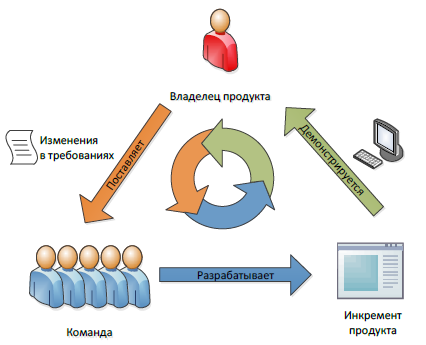 Владелец продукта
Изменения
в требованиях
Поставляет
Демонстрируется
Разрабатывает
Команда
Инкремент
продукта